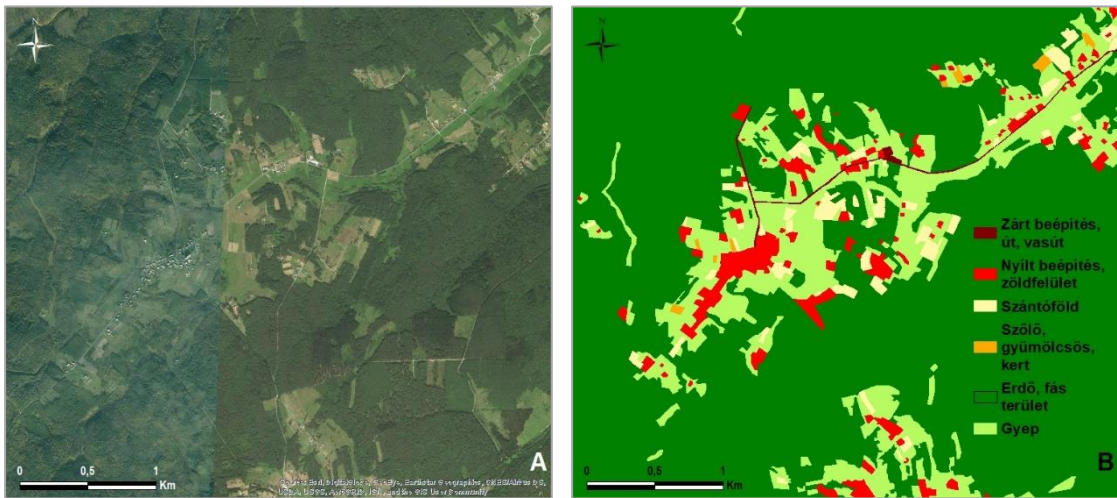 N
0 0,5 1
Km
A
N
Zárt beépítés,
út, vasút
Nyílt beépítés,
zöldfelület
Szántóföld
Szőlő,
gyümölcsös,
kert
Erdő, fás
terület
Gyep
0 0,5 1
Km
B